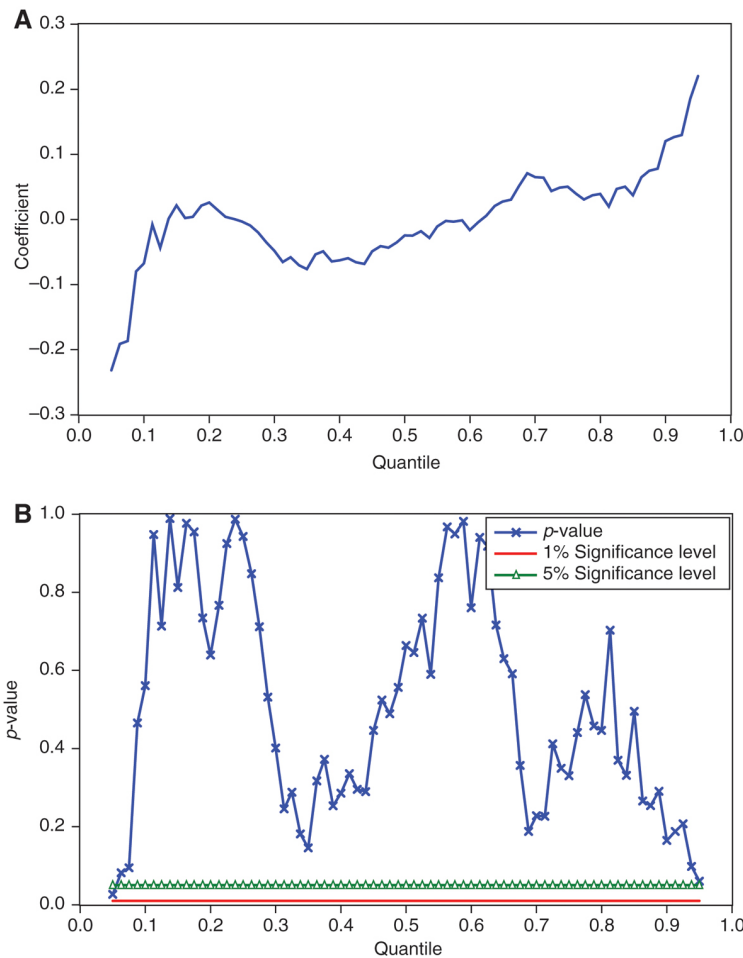 A
0.3
0.2
0.1
0.0
–0.1
–0.2
–0.3
Coefficient
0.0 0.1 0.2 0.3 0.4 0.5 0.6 0.7 0.8 0.9 1.0
Quantile
B
1.0
0.8
0.6
0.4
0.2
0.0
p-value
p-value
1% Significance level
5% Significance level
0.0 0.1 0.2 0.3 0.4 0.5 0.6 0.7 0.8 0.9 1.0
Quantile